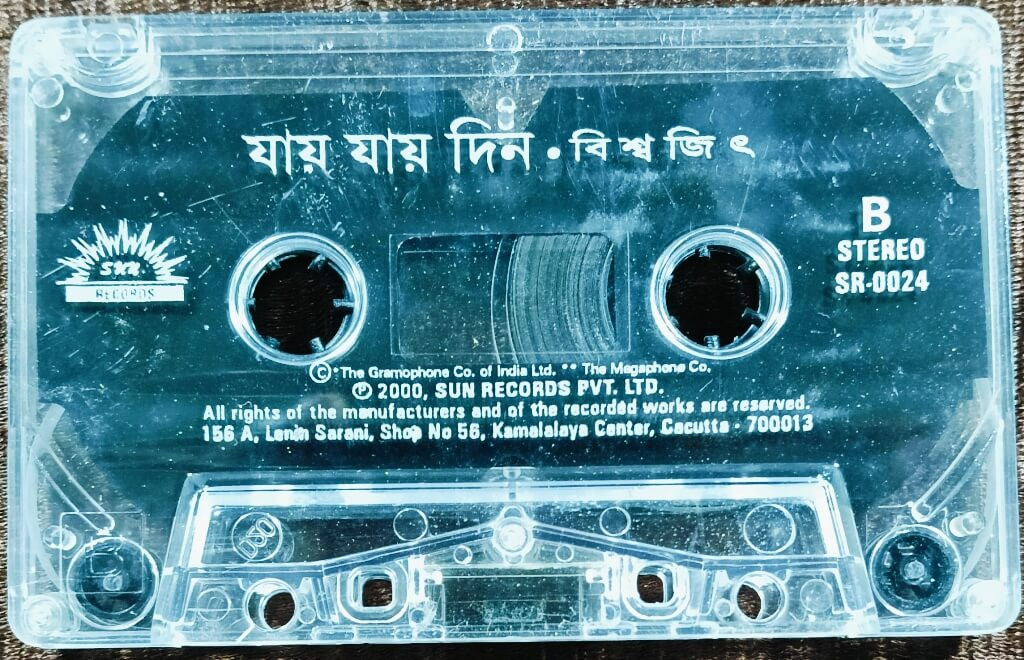 যায় যায় দিন • বিশ্বজিৎ
B
STEREO
SR-0024
SUN
RECORDS
©*The Gramophone Co. of India Ltd. ** The Megaphone Co.
℗ 2000, SUN RECORDS PVT. LTD.
All rights of the manufacturers and of the recorded works are reserved.
156 A, Lenin Sarani, Shop No 56, Kamalalaya Center, Cacutta - 700013